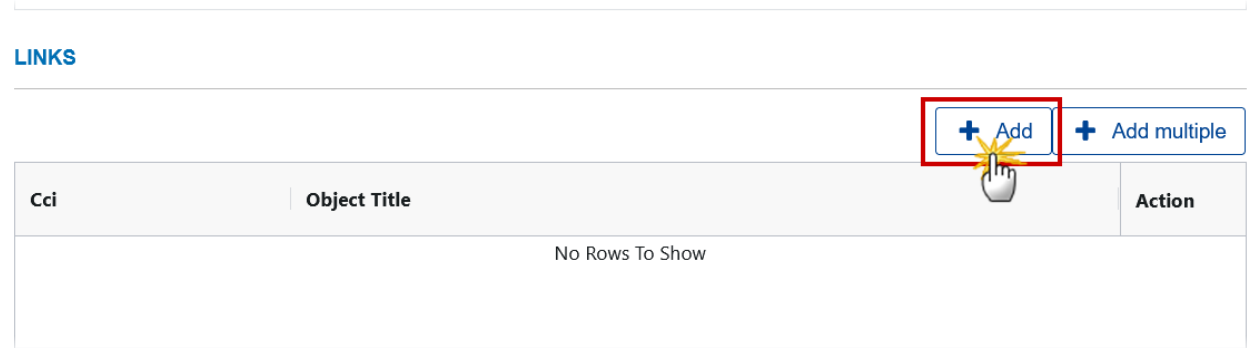 LINKS
Add Add multiple
Cci Object Title Action
No Rows To Show